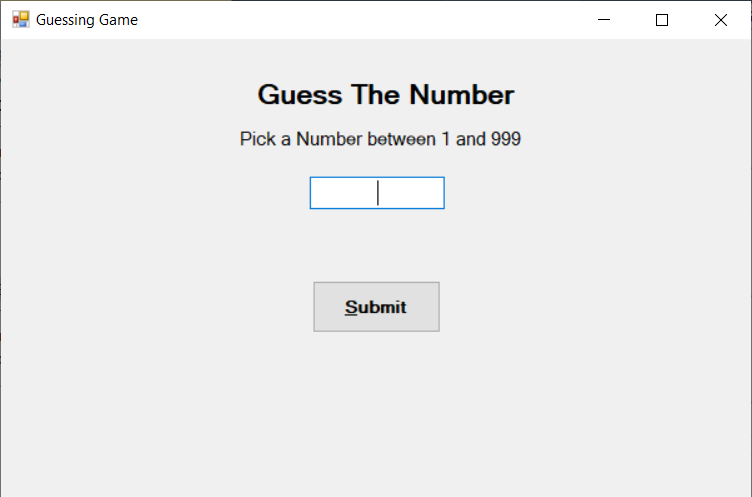 Guessing Game
Guess The Number
Pick a Number between 1 and 999
Submit